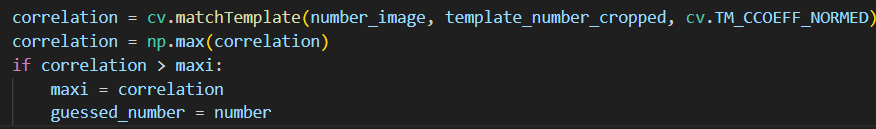 correlation = cv.matchTemplate(number_image, template_number_cropped, cv.TM_CCOEFF_NORMED)
correlation = np.max(correlation)
if correlation > maxi:
    maxi = correlation
    guessed_number = number